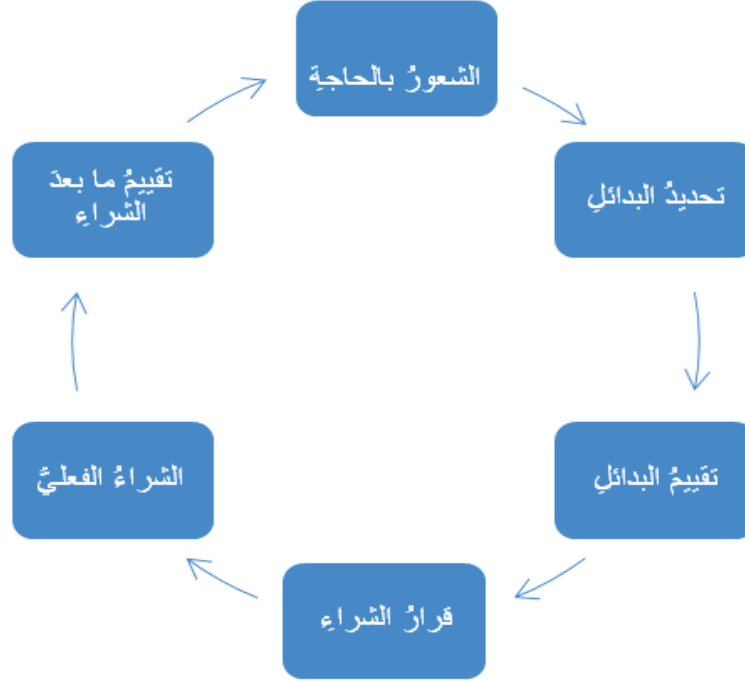 الشعورُ بالحاجةِ
تحديدُ البدائلِ
تقييمُ البدائلِ
قرارُ الشراءِ
الشراءُ الفعليَّ
تقييمُ ما بعدَ
الشراءِ